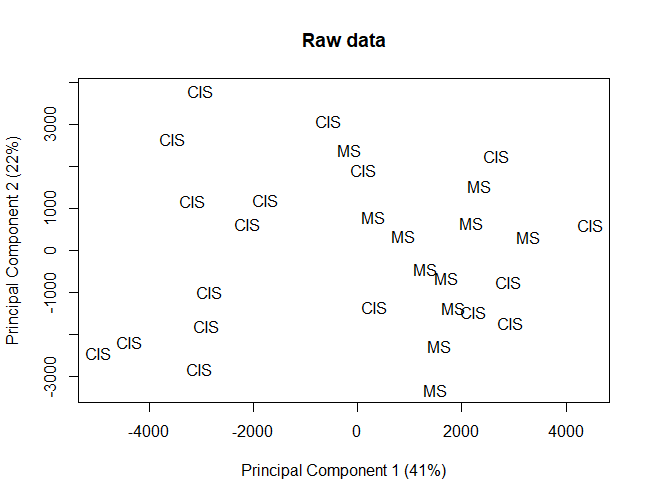 Raw data
Principal Component 2 (22%)
3000
1000
0
-1000
-3000
CIS
CIS
CIS
MS
CIS
CIS
MS
CIS
CIS
MS
CIS
MS
CIS
MS
MS
MS
MS
CIS
CIS
CIS
MS
CIS
CIS
CIS
CIS
MS
CIS
CIS
MS
-4000 -2000 0 2000 4000
Principal Component 1 (41%)